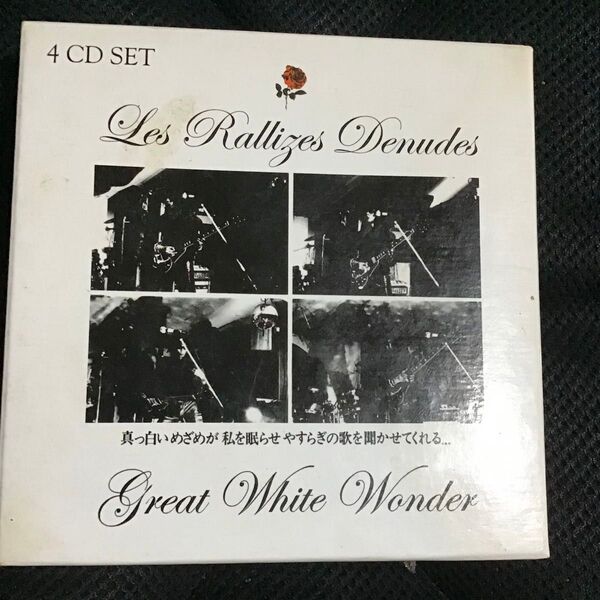 4 CD SET
Les Rallizes Denudes
真っ白いめざめが 私を眠らせ やすらぎの歌を聞かせてくれる...
Great White Wonder